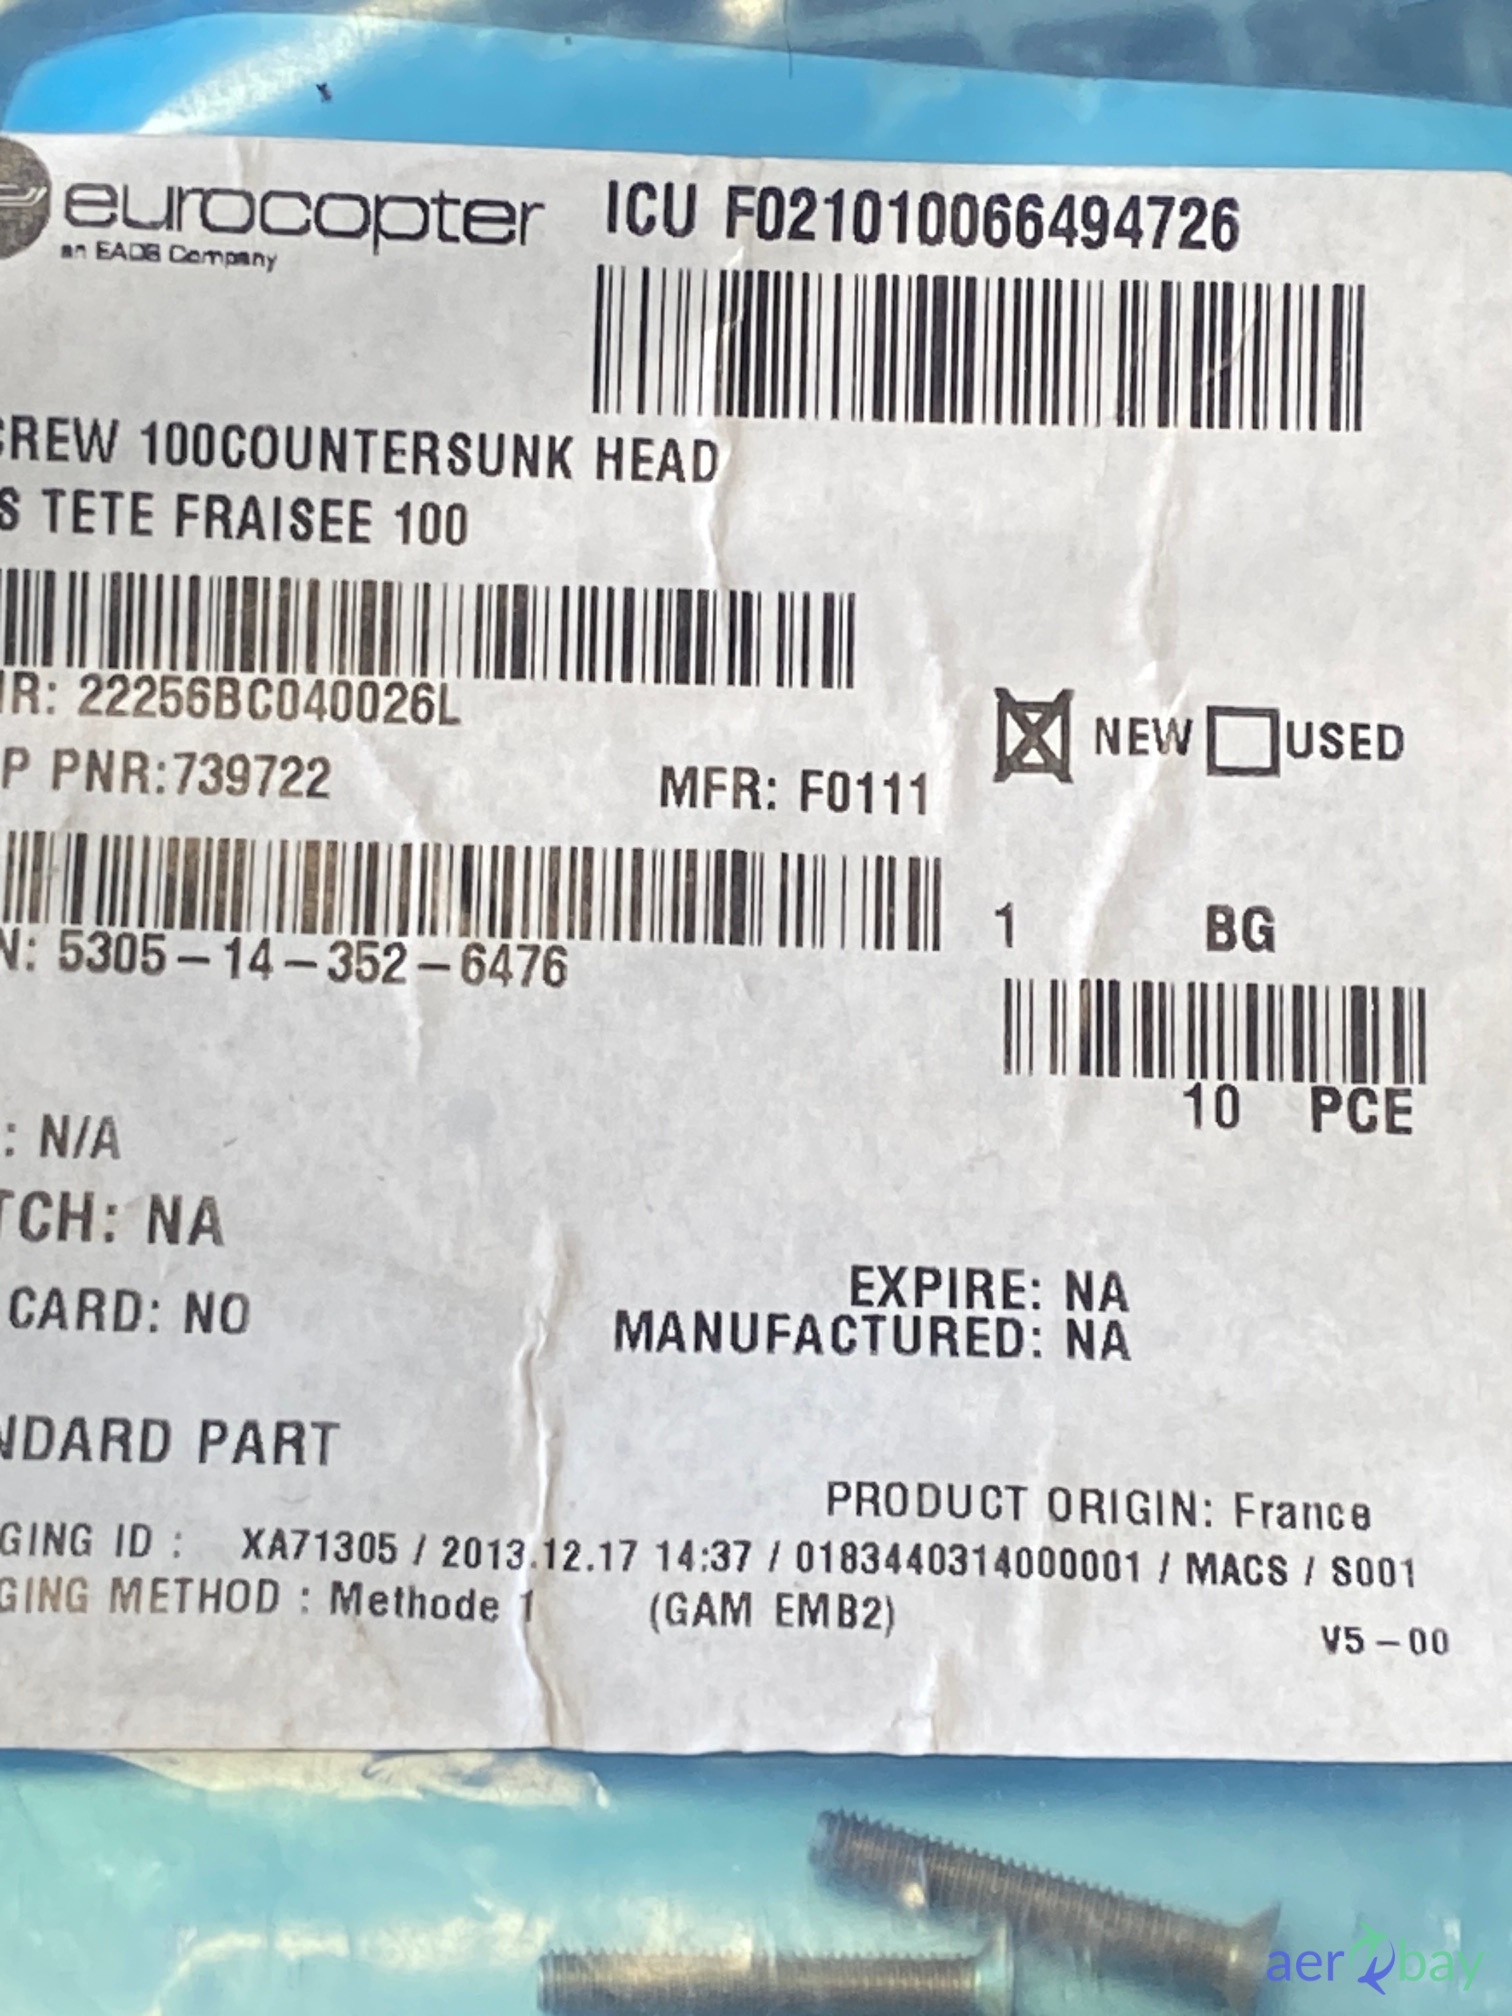 eurocopter
an EADS Company
ICU F021010066494726
CREW 100COUNTERSUNK HEAD
S TETE FRAISEE 100
R: 22256BC040026L
P PNR:739722
MFR: F0111
NEW USED
N: 5305-14-352-6476
1 BG
10 PCE
: N/A
TCH: NA
CARD: NO
EXPIRE: NA
MANUFACTURED: NA
NDARD PART
PRODUCT ORIGIN: France
GING ID : XA71305 / 2013.12.17 14:37 / 0183440314000001 / MACS / S001
GING METHOD : Methode 1 (GAM EMB2)
V5-00
aerobay